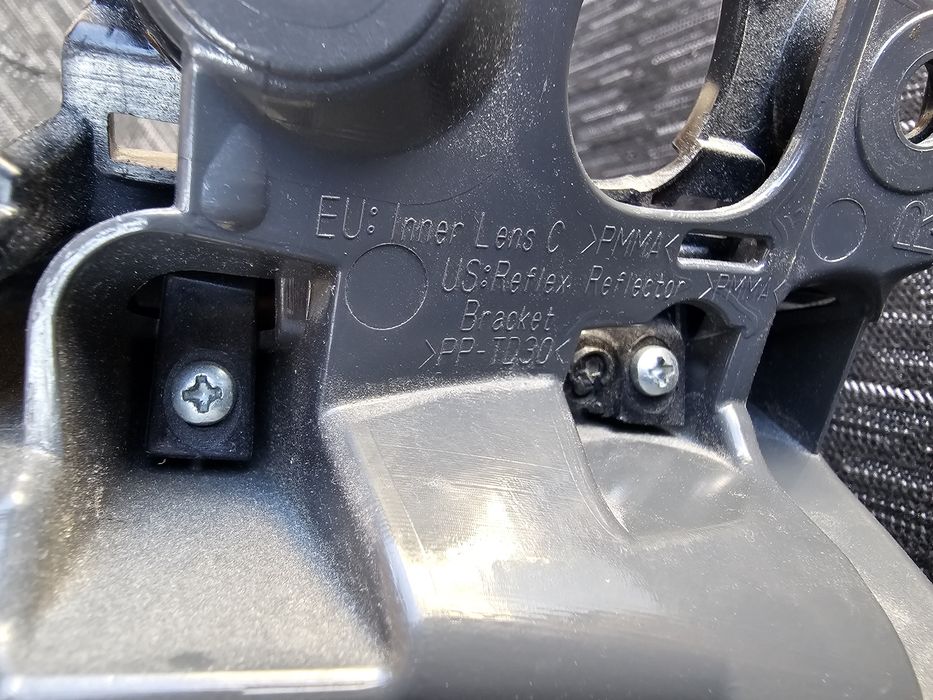 EU: Inner Lens C >PMMA<
US:Reflex Reflector >PMMA<
Bracket
>PP-TD30<